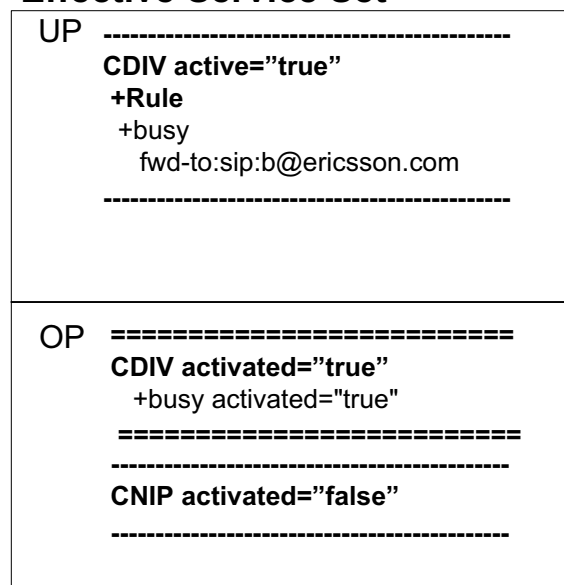 Effective Service Set
UP ----------------------------------------------
CDIV active=”true”
+Rule
+busy
fwd-to:sip:b@ericsson.com
----------------------------------------------
OP ==========================
CDIV activated=”true”
+busy activated="true"
==========================
---------------------------------------------
CNIP activated=”false”
---------------------------------------------